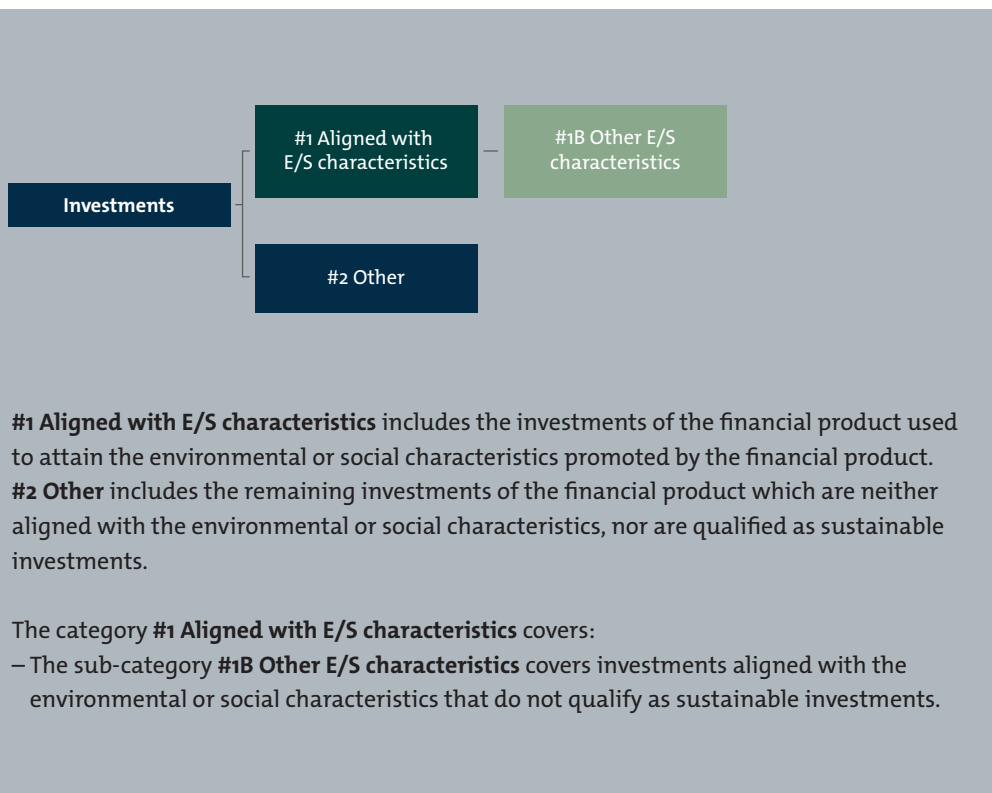 #1 Aligned with
E/S characteristics
#1B Other E/S
characteristics
Investments
#2 Other
#1 Aligned with E/S characteristics includes the investments of the financial product used
to attain the environmental or social characteristics promoted by the financial product.
#2 Other includes the remaining investments of the financial product which are neither
aligned with the environmental or social characteristics, nor are qualified as sustainable
investments.
The category #1 Aligned with E/S characteristics covers:
– The sub-category #1B Other E/S characteristics covers investments aligned with the
environmental or social characteristics that do not qualify as sustainable investments.